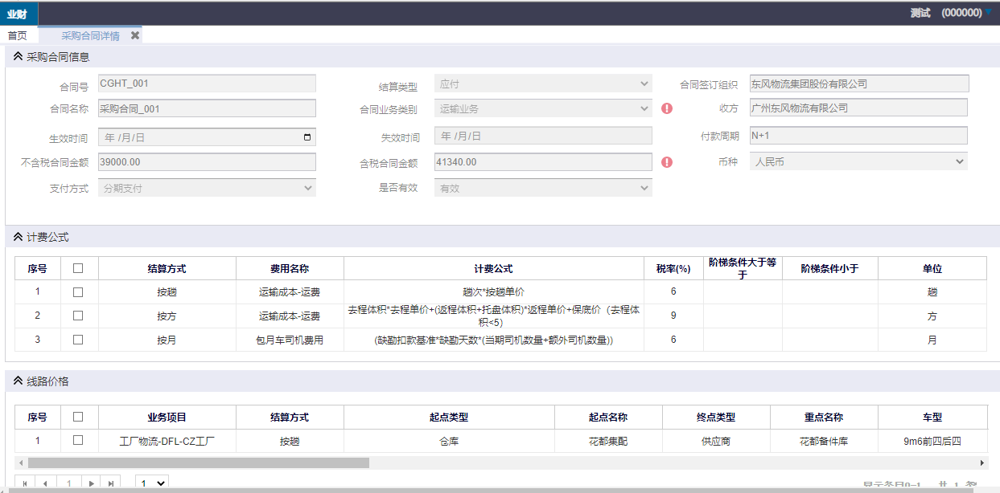 业财
测试 (000000)
首页 采购合同详情
采购合同信息
合同号 CGHT_001 结算类型 应付 合同签订组织 东风物流集团股份有限公司
合同名称 采购合同_001 合同业务类别 运输业务 收方 广州东风物流有限公司
生效时间 年 /月/日 失效时间 年 /月/日 付款周期 N+1
不含税合同金额 39000.00 含税合同金额 41340.00 币种 人民币
支付方式 分期支付 是否有效 有效
计费公式
序号 结算方式 费用名称 计费公式 税率(%) 阶梯条件大于等
于 阶梯条件小于 单位
1 按趟 运输成本-运费 趟次*按趟单价 6 趟
2 按方 运输成本-运费 去程体积*去程单价+(返程体积+托盘体积)*返程单价+保底价（去程体
积<5) 9 方
3 按月 包月车司机费用 (缺勤扣款基准*缺勤天数*(当期司机数量+额外司机数量)) 6 月
线路价格
序号 业务项目 结算方式 起点类型 起点名称 终点类型 重点名称 车型
1 工厂物流-DFL-CZ工厂 按趟 仓库 花都集配 供应商 花都备件库 9m6前四后四
1 1